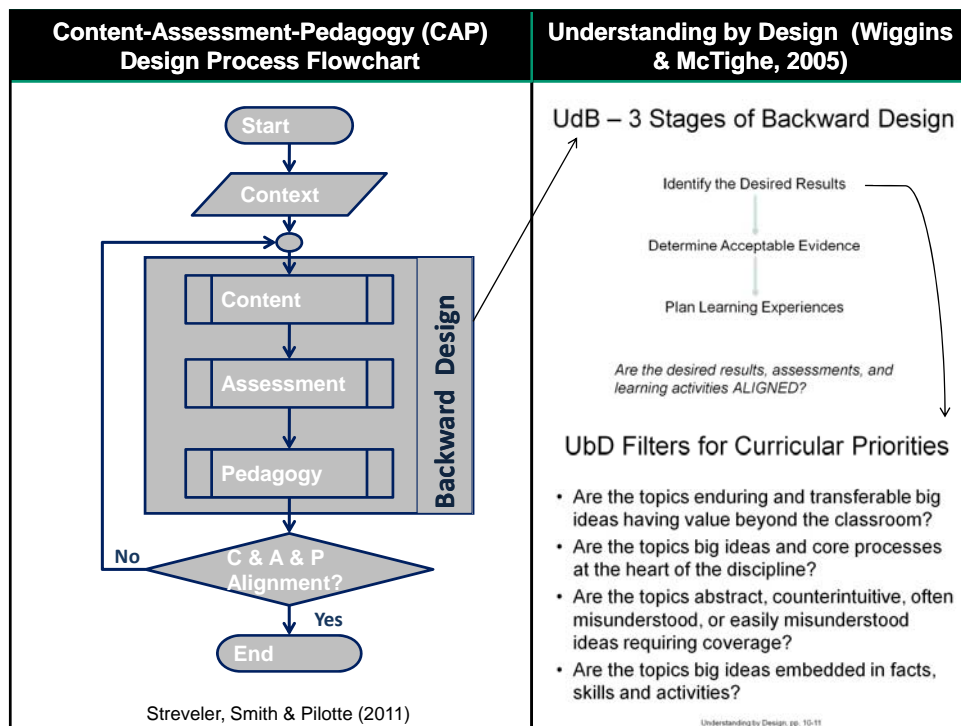 Content-Assessment-Pedagogy (CAP)
Design Process Flowchart
Start
Context
Content
Assessment
Pedagogy
Backward Design
No
C & A & P
Alignment?
Yes
End
Streveler, Smith & Pilotte (2011)
Understanding by Design (Wiggins
& McTighe, 2005)
UdB – 3 Stages of Backward Design
Identify the Desired Results
Determine Acceptable Evidence
Plan Learning Experiences
Are the desired results, assessments, and
learning activities ALIGNED?
UbD Filters for Curricular Priorities
• Are the topics enduring and transferable big
ideas having value beyond the classroom?
• Are the topics big ideas and core processes
at the heart of the discipline?
• Are the topics abstract, counterintuitive, often
misunderstood, or easily misunderstood
ideas requiring coverage?
• Are the topics big ideas embedded in facts,
skills and activities?
Understanding by Design, pp. 10-11